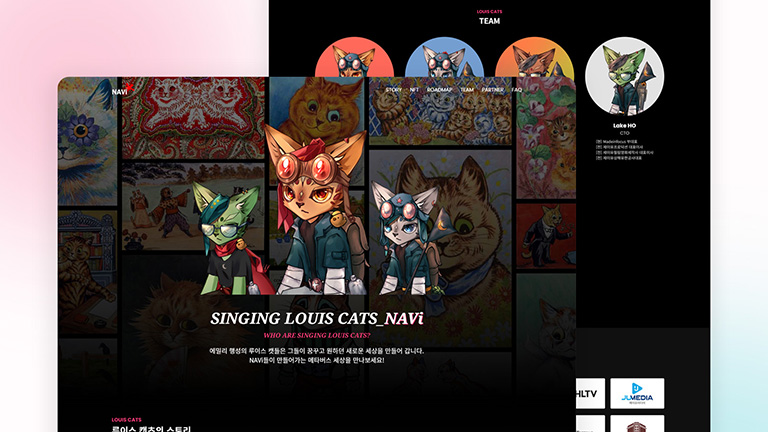 LOUIS CATS
TEAM
Lake HO
CTO
NAVi
STORY NFT ROADMAP TEAM PARTNER FAQ
SINGING LOUIS CATS_NAVi
WHO ARE SINGING LOUIS CATS?
에일리 행성의 루이스 캣들은 그들이 꿈꾸고 원하던 새로운 세상을 만들어 갑니다.
NAVi들이 만들어가는 메타버스 세상을 만나보세요!
LOUIS CATS
루이스 캣츠의 스토리
HLTV
JLMEDIA